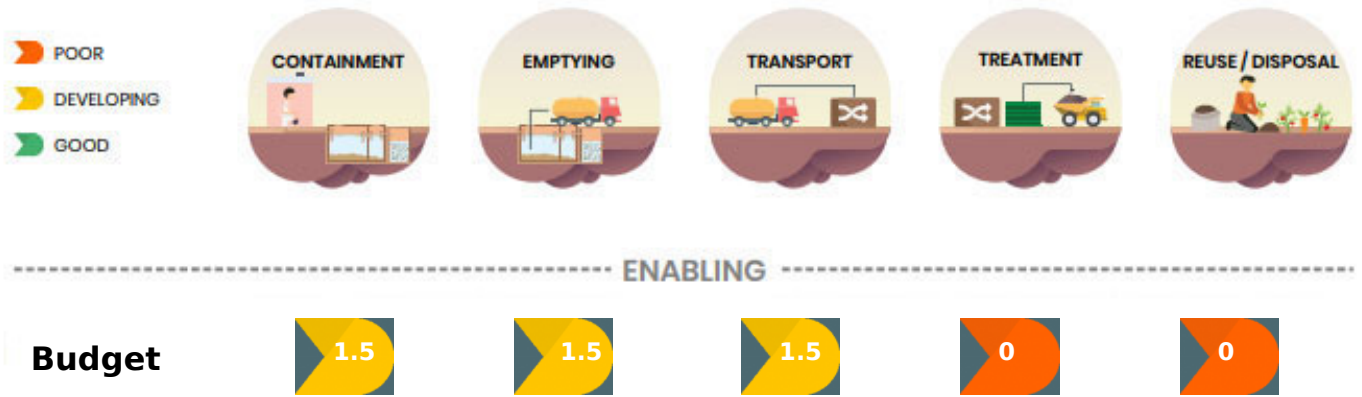 POOR
DEVELOPING
GOOD
CONTAINMENT
EMPTYING
TRANSPORT
TREATMENT
REUSE / DISPOSAL
ENABLING
Budget
1.5
1.5
1.5
0
0